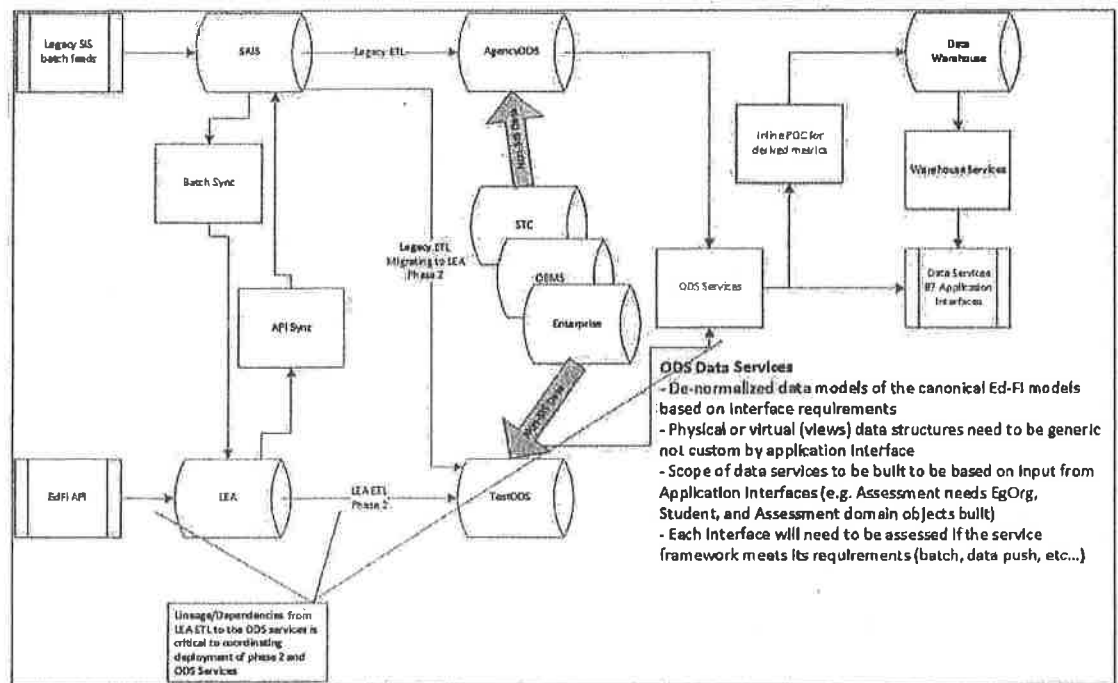 Legacy SIS
batch feeds
SAIS
Legacy ETL
AgencyODS
Data
Warehouse
Batch Sync
Inline POC for
derived metrics
Warehouse Services
STC
Legacy ETL
Migrating to LEA
Phase 2
ODS Services
Data Services
87 Application
Interfaces
API Sync
Enterprise
EdFi API
LEA
LEA ETL
Phase 2
TestODS
ODS Data Services
- De-normalized data models of the canonical Ed-FI models
based on interface requirements
- Physical or virtual (views) data structures need to be generic
not custom by application interface
- Scope of data services to be built to be based on input from
Application Interfaces (e.g. Assessment needs EgOrg,
Student, and Assessment domain objects built)
- Each interface will need to be assessed if the service
framework meets its requirements (batch, data push, etc...)
Lineage/Dependencies from
LEA ETL to the ODS services is
critical to coordinating
deployment of phase 2 and
ODS Services